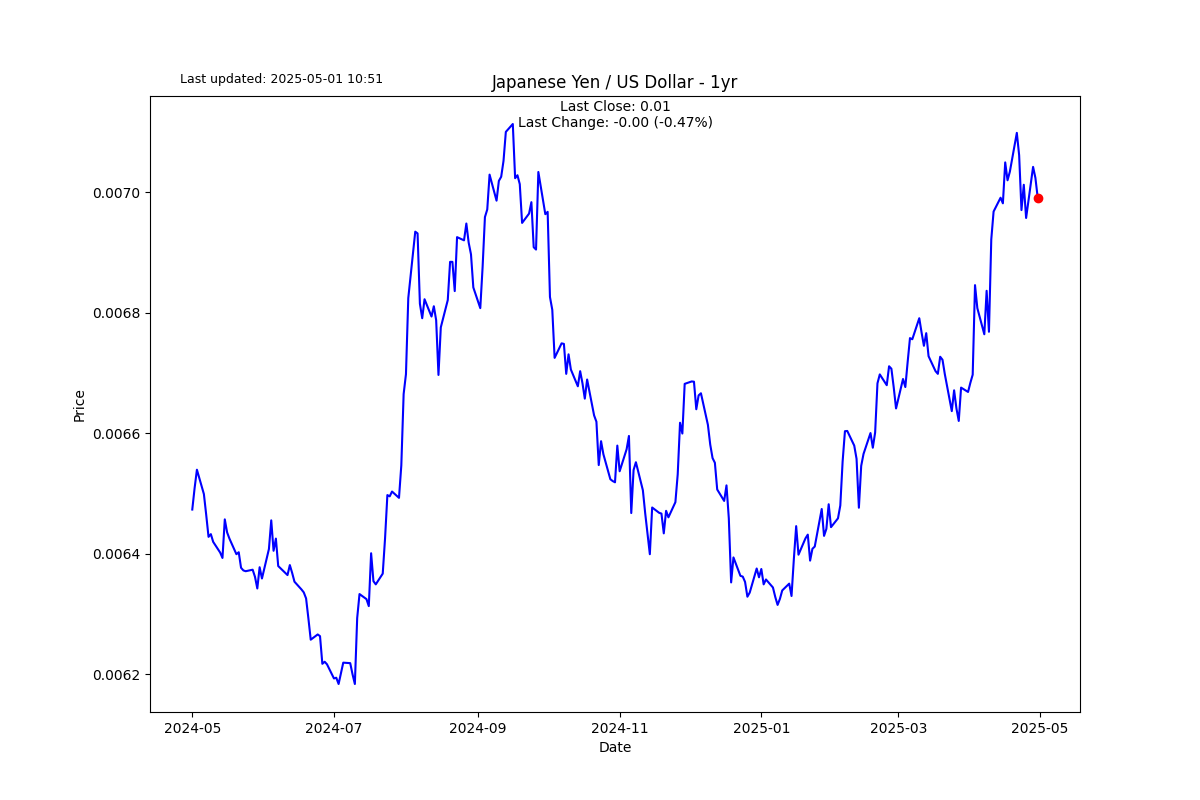 Last updated: 2025-05-01 10:51
Japanese Yen / US Dollar - 1yr
Last Close: 0.01
Last Change: -0.00 (-0.47%)
Price
0.0070
0.0068
0.0066
0.0064
0.0062
2024-05 2024-07 2024-09 2024-11 2025-01 2025-03 2025-05
Date